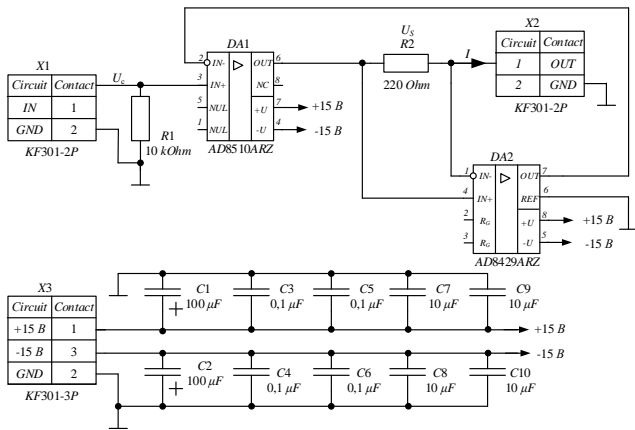 X1
Circuit Contact
IN 1
GND 2
KF301-2P
Uc
R1
10 kOhm
DA1
2 IN- OUT 6
3 IN+ NC 8
5 NUL +U 7 +15 В
1 NUL -U 4 -15 В
AD8510ARZ
US
R2
220 Ohm
I
X2
Circuit Contact
1 OUT
2 GND
KF301-2P
DA2
1 IN- OUT 7
4 IN+ REF 6
2 RG +U 8 +15 В
3 RG -U 5 -15 В
AD8429ARZ
X3
Circuit Contact
+15 В 1
-15 В 3
GND 2
KF301-3P
C1
100 µF
+
C3
0,1 µF
C5
0,1 µF
C7
10 µF
C9
10 µF
+15 В
-15 В
C2
100 µF
+
C4
0,1 µF
C6
0,1 µF
C8
10 µF
C10
10 µF